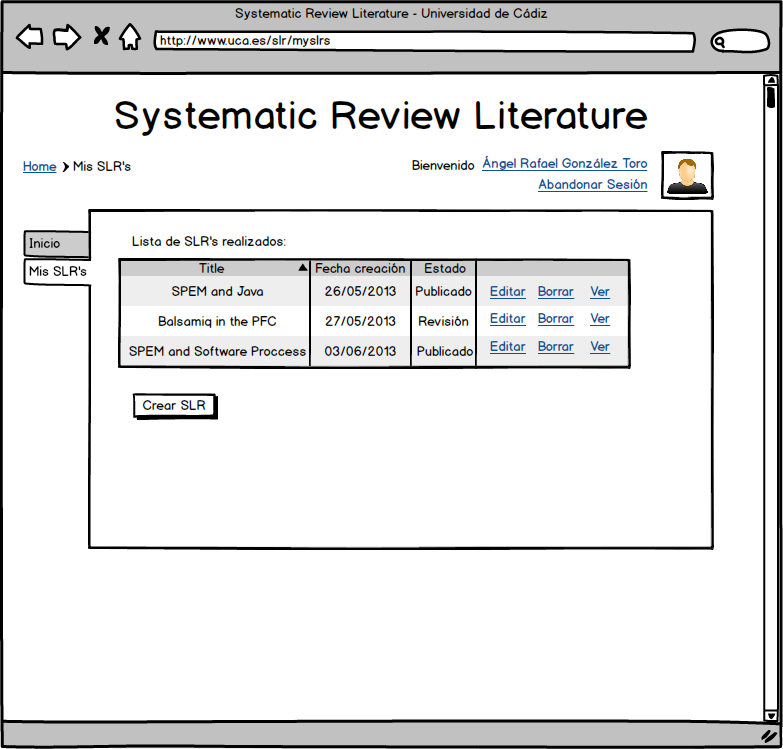 Systematic Review Literature - Universidad de Cádiz
http://www.uca.es/slr/myslrs
Systematic Review Literature
Home Mis SLR's
Bienvenido Ángel Rafael González Toro
Abandonar Sesión
Inicio
Mis SLR's
Lista de SLR's realizados:
Title Fecha creación Estado
SPEM and Java 26/05/2013 Publicado Editar Borrar Ver
Balsamiq in the PFC 27/05/2013 Revisión Editar Borrar Ver
SPEM and Software Proccess 03/06/2013 Publicado Editar Borrar Ver
Crear SLR